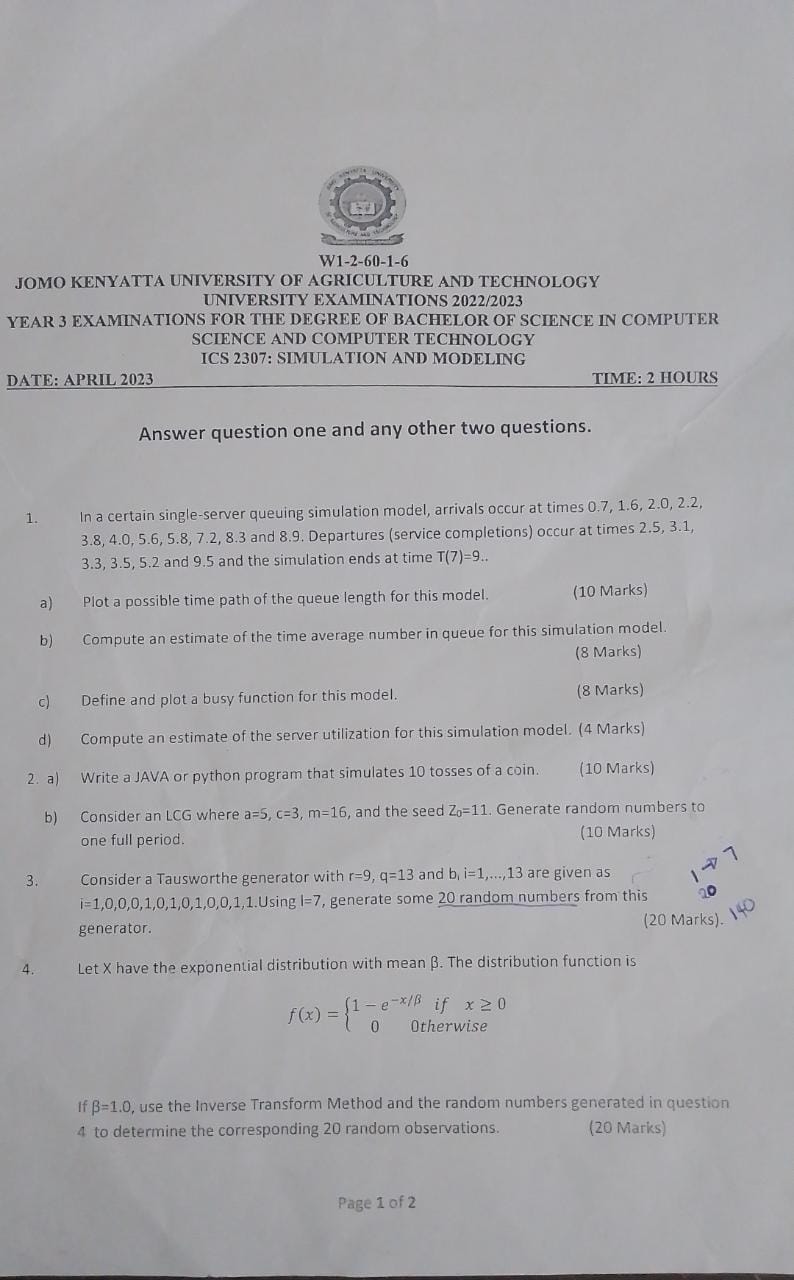 W1-2-60-1-6
JOMO KENYATTA UNIVERSITY OF AGRICULTURE AND TECHNOLOGY
UNIVERSITY EXAMINATIONS 2022/2023
YEAR 3 EXAMINATIONS FOR THE DEGREE OF BACHELOR OF SCIENCE IN COMPUTER
SCIENCE AND COMPUTER TECHNOLOGY
ICS 2307: SIMULATION AND MODELING
DATE: APRIL 2023 TIME: 2 HOURS
Answer question one and any other two questions.
1. In a certain single-server queuing simulation model, arrivals occur at times 0.7, 1.6, 2.0, 2.2,
3.8, 4.0, 5.6, 5.8, 7.2, 8.3 and 8.9. Departures (service completions) occur at times 2.5, 3.1,
3.3, 3.5, 5.2 and 9.5 and the simulation ends at time T(7)=9..
a) Plot a possible time path of the queue length for this model. (10 Marks)
b) Compute an estimate of the time average number in queue for this simulation model.
(8 Marks)
c) Define and plot a busy function for this model. (8 Marks)
d) Compute an estimate of the server utilization for this simulation model. (4 Marks)
2. a) Write a JAVA or python program that simulates 10 tosses of a coin. (10 Marks)
b) Consider an LCG where a=5, c=3, m=16, and the seed Z₀=11. Generate random numbers to
one full period. (10 Marks)
3. Consider a Tausworthe generator with r=9, q=13 and bᵢ i=1,...,13 are given as
i=1,0,0,0,1,0,1,0,1,0,0,1,1.Using l=7, generate some 20 random numbers from this
generator. (20 Marks).
7
20
140
4. Let X have the exponential distribution with mean β. The distribution function is
f(x) = {1 − e^(−x/β) if x ≥ 0
0 0therwise
If β=1.0, use the Inverse Transform Method and the random numbers generated in question
4 to determine the corresponding 20 random observations. (20 Marks)
Page 1 of 2